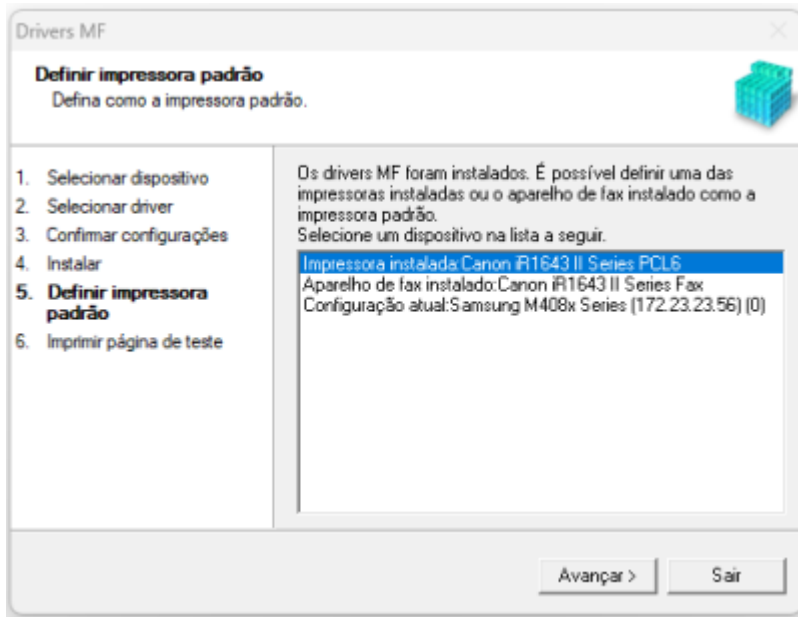 Drivers MF
Definir impressora padrão
Defina como a impressora padrão.
1. Selecionar dispositivo
2. Selecionar driver
3. Confirmar configurações
4. Instalar
5. Definir impressora
padrão
6. Imprimir página de teste
Os drivers MF foram instalados. É possível definir uma das
impressoras instaladas ou o aparelho de fax instalado como a
impressora padrão.
Selecione um dispositivo na lista a seguir.
Impressora instalada:Canon iR1643 II Series PCL6
Aparelho de fax instalado:Canon iR1643 II Series Fax
Configuração atual:Samsung M408x Series (172.23.23.56) (0)
Avançar >
Sair